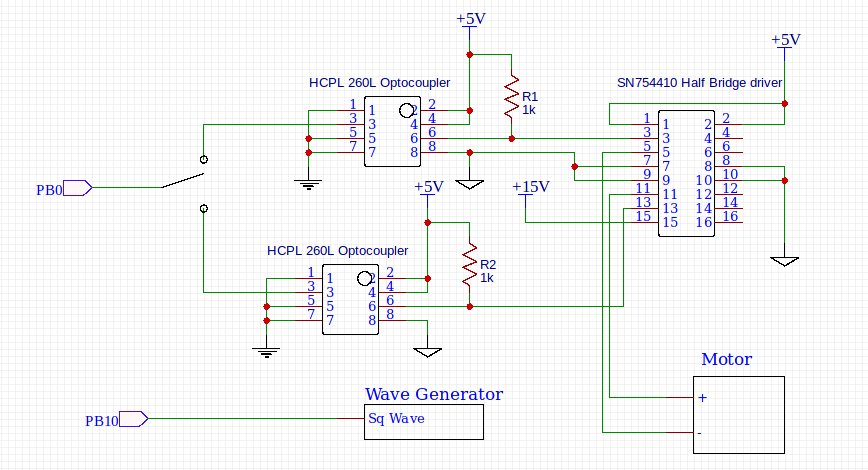 +5V
+5V
HCPL 260L Optocoupler
SN754410 Half Bridge driver
1 1 2 2
3 3 4 4
5 5 6 6
7 7 8 8
R1
1k
1 1 2 2
3 3 4 4
5 5 6 6
7 7 8 8
9 9 10 10
11 11 12 12
13 13 14 14
15 15 16 16
PB0
+5V
+15V
HCPL 260L Optocoupler
1 1 2 2
3 3 4 4
5 5 6 6
7 7 8 8
R2
1k
Motor
+
-
Wave Generator
PB10
Sq Wave